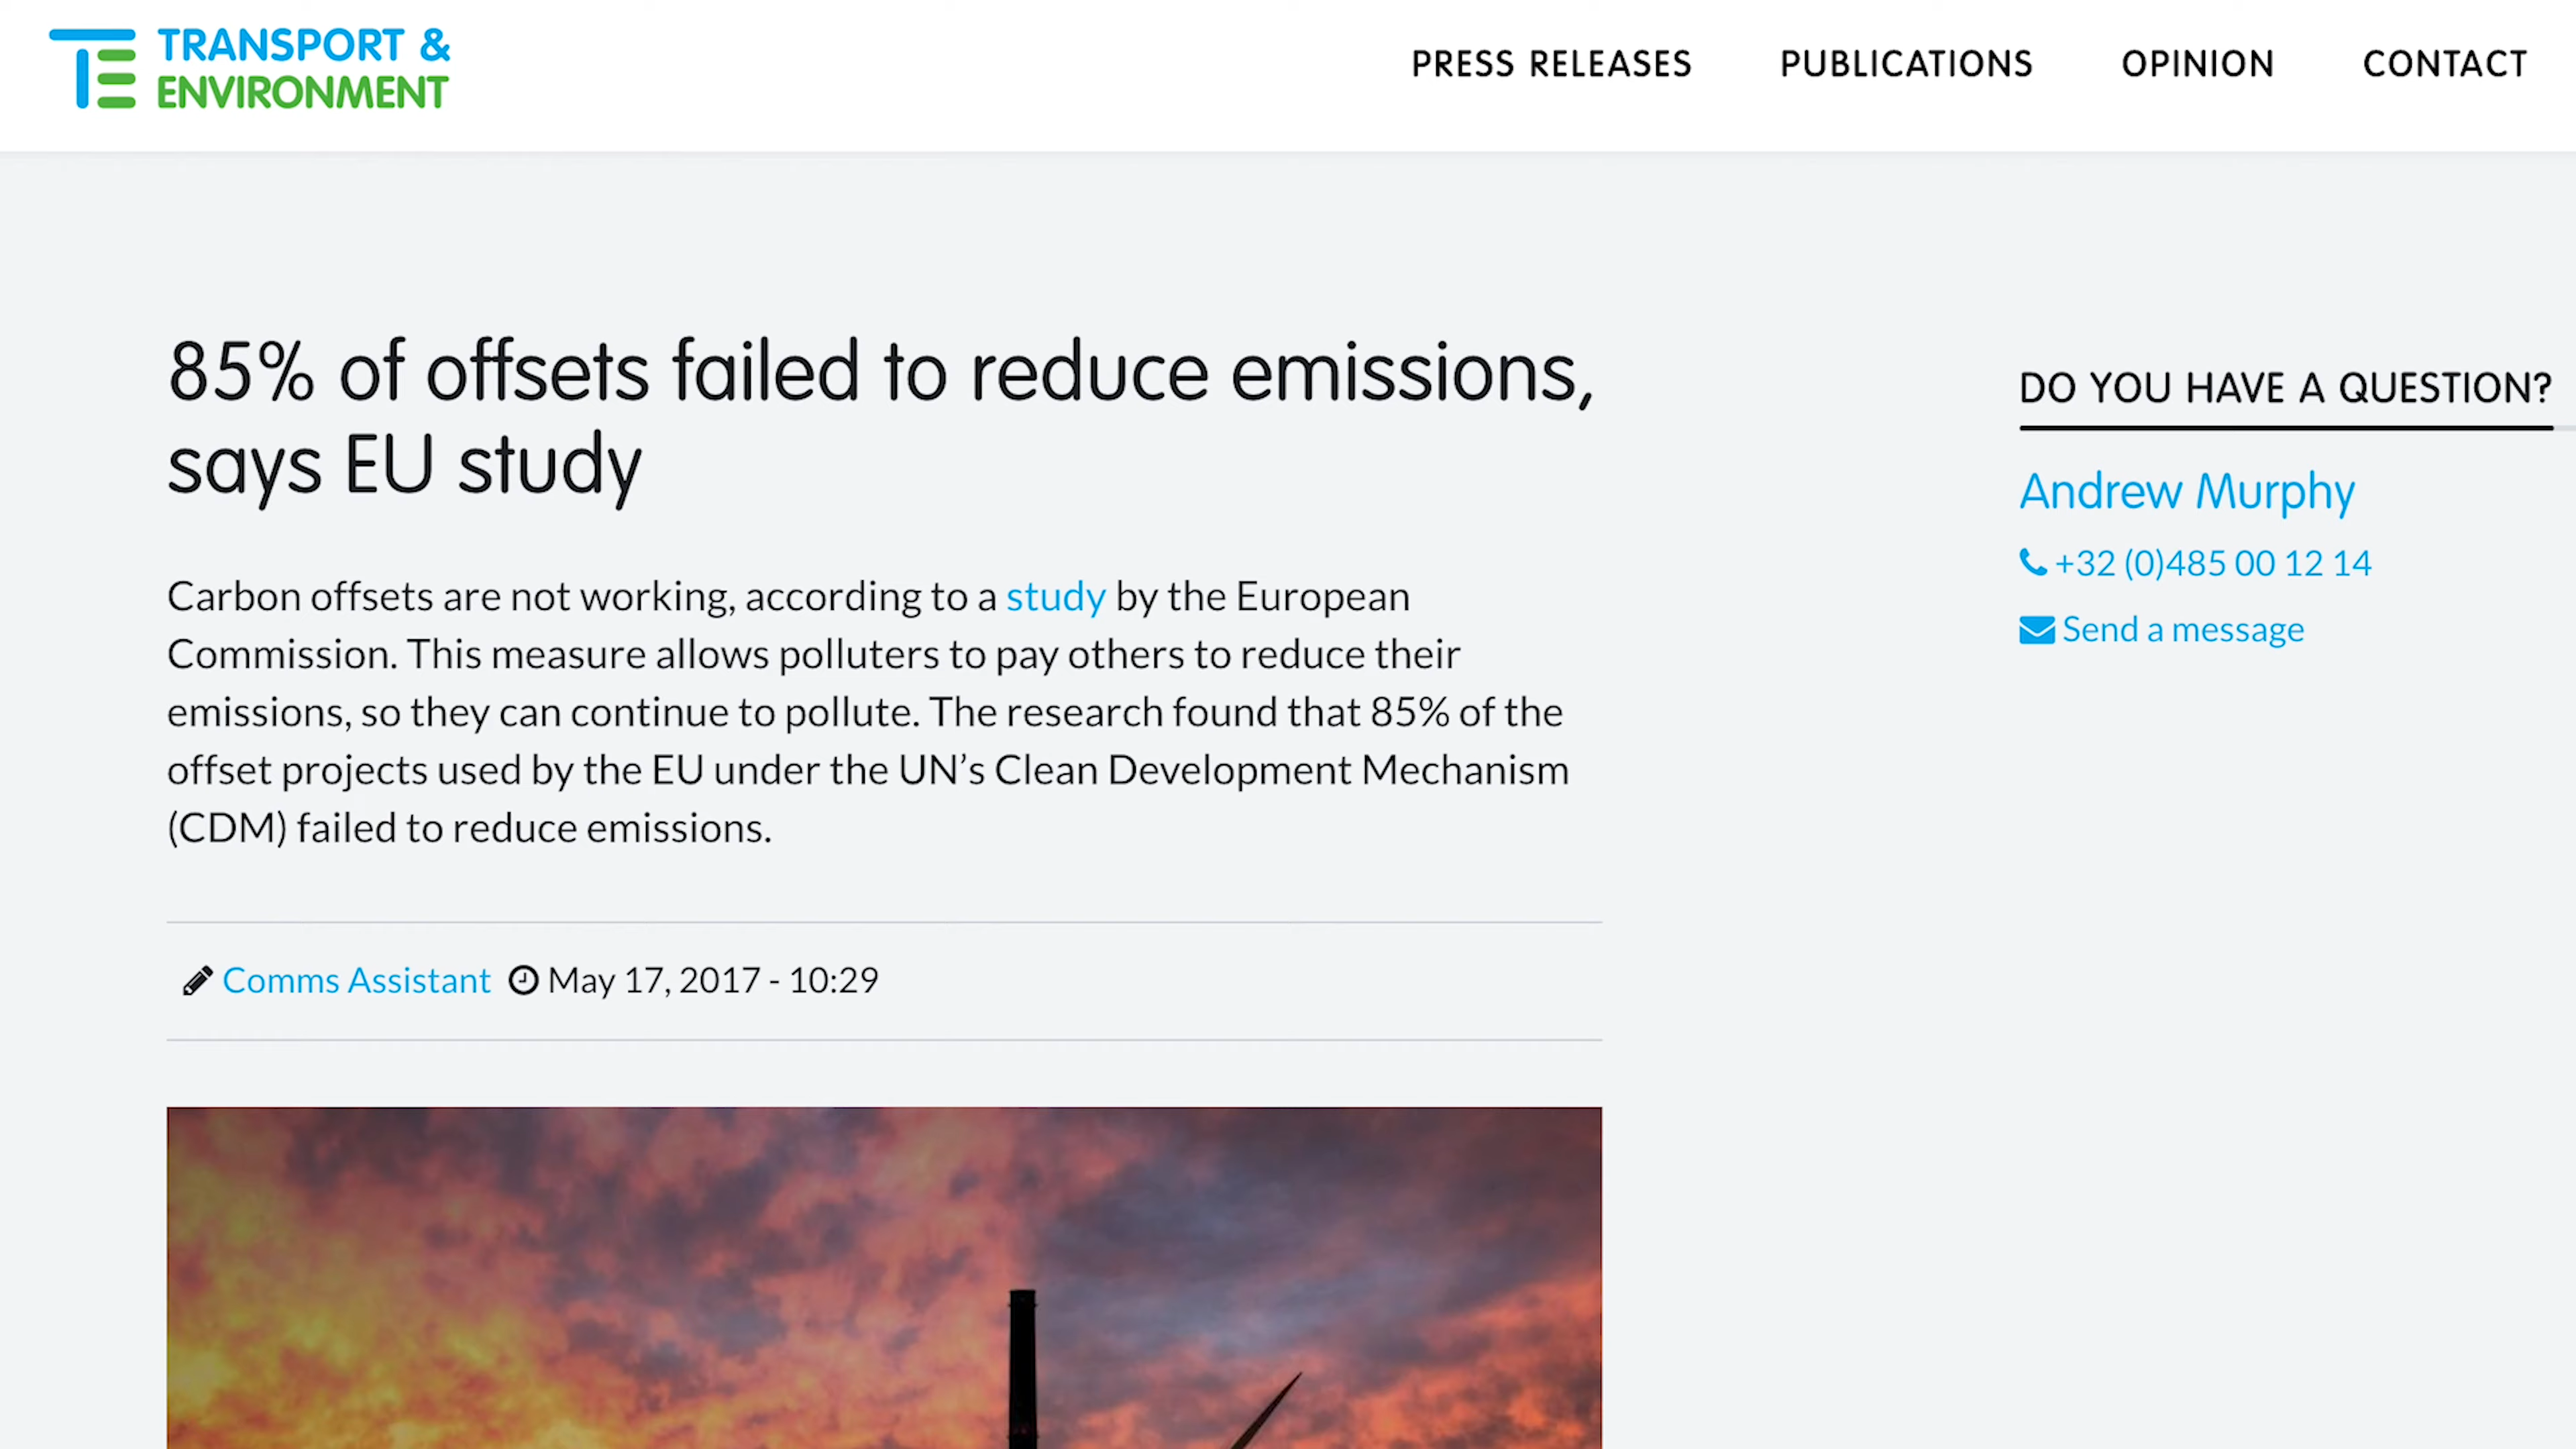 TRANSPORT &
ENVIRONMENT
PRESS RELEASES
PUBLICATIONS
OPINION
CONTACT
85% of offsets failed to reduce emissions,
says EU study
Carbon offsets are not working, according to a study by the European
Commission. This measure allows polluters to pay others to reduce their
emissions, so they can continue to pollute. The research found that 85% of the
offset projects used by the EU under the UN’s Clean Development Mechanism
(CDM) failed to reduce emissions.
Comms Assistant May 17, 2017 - 10:29
DO YOU HAVE A QUESTION?
Andrew Murphy
+32 (0)485 00 12 14
Send a message